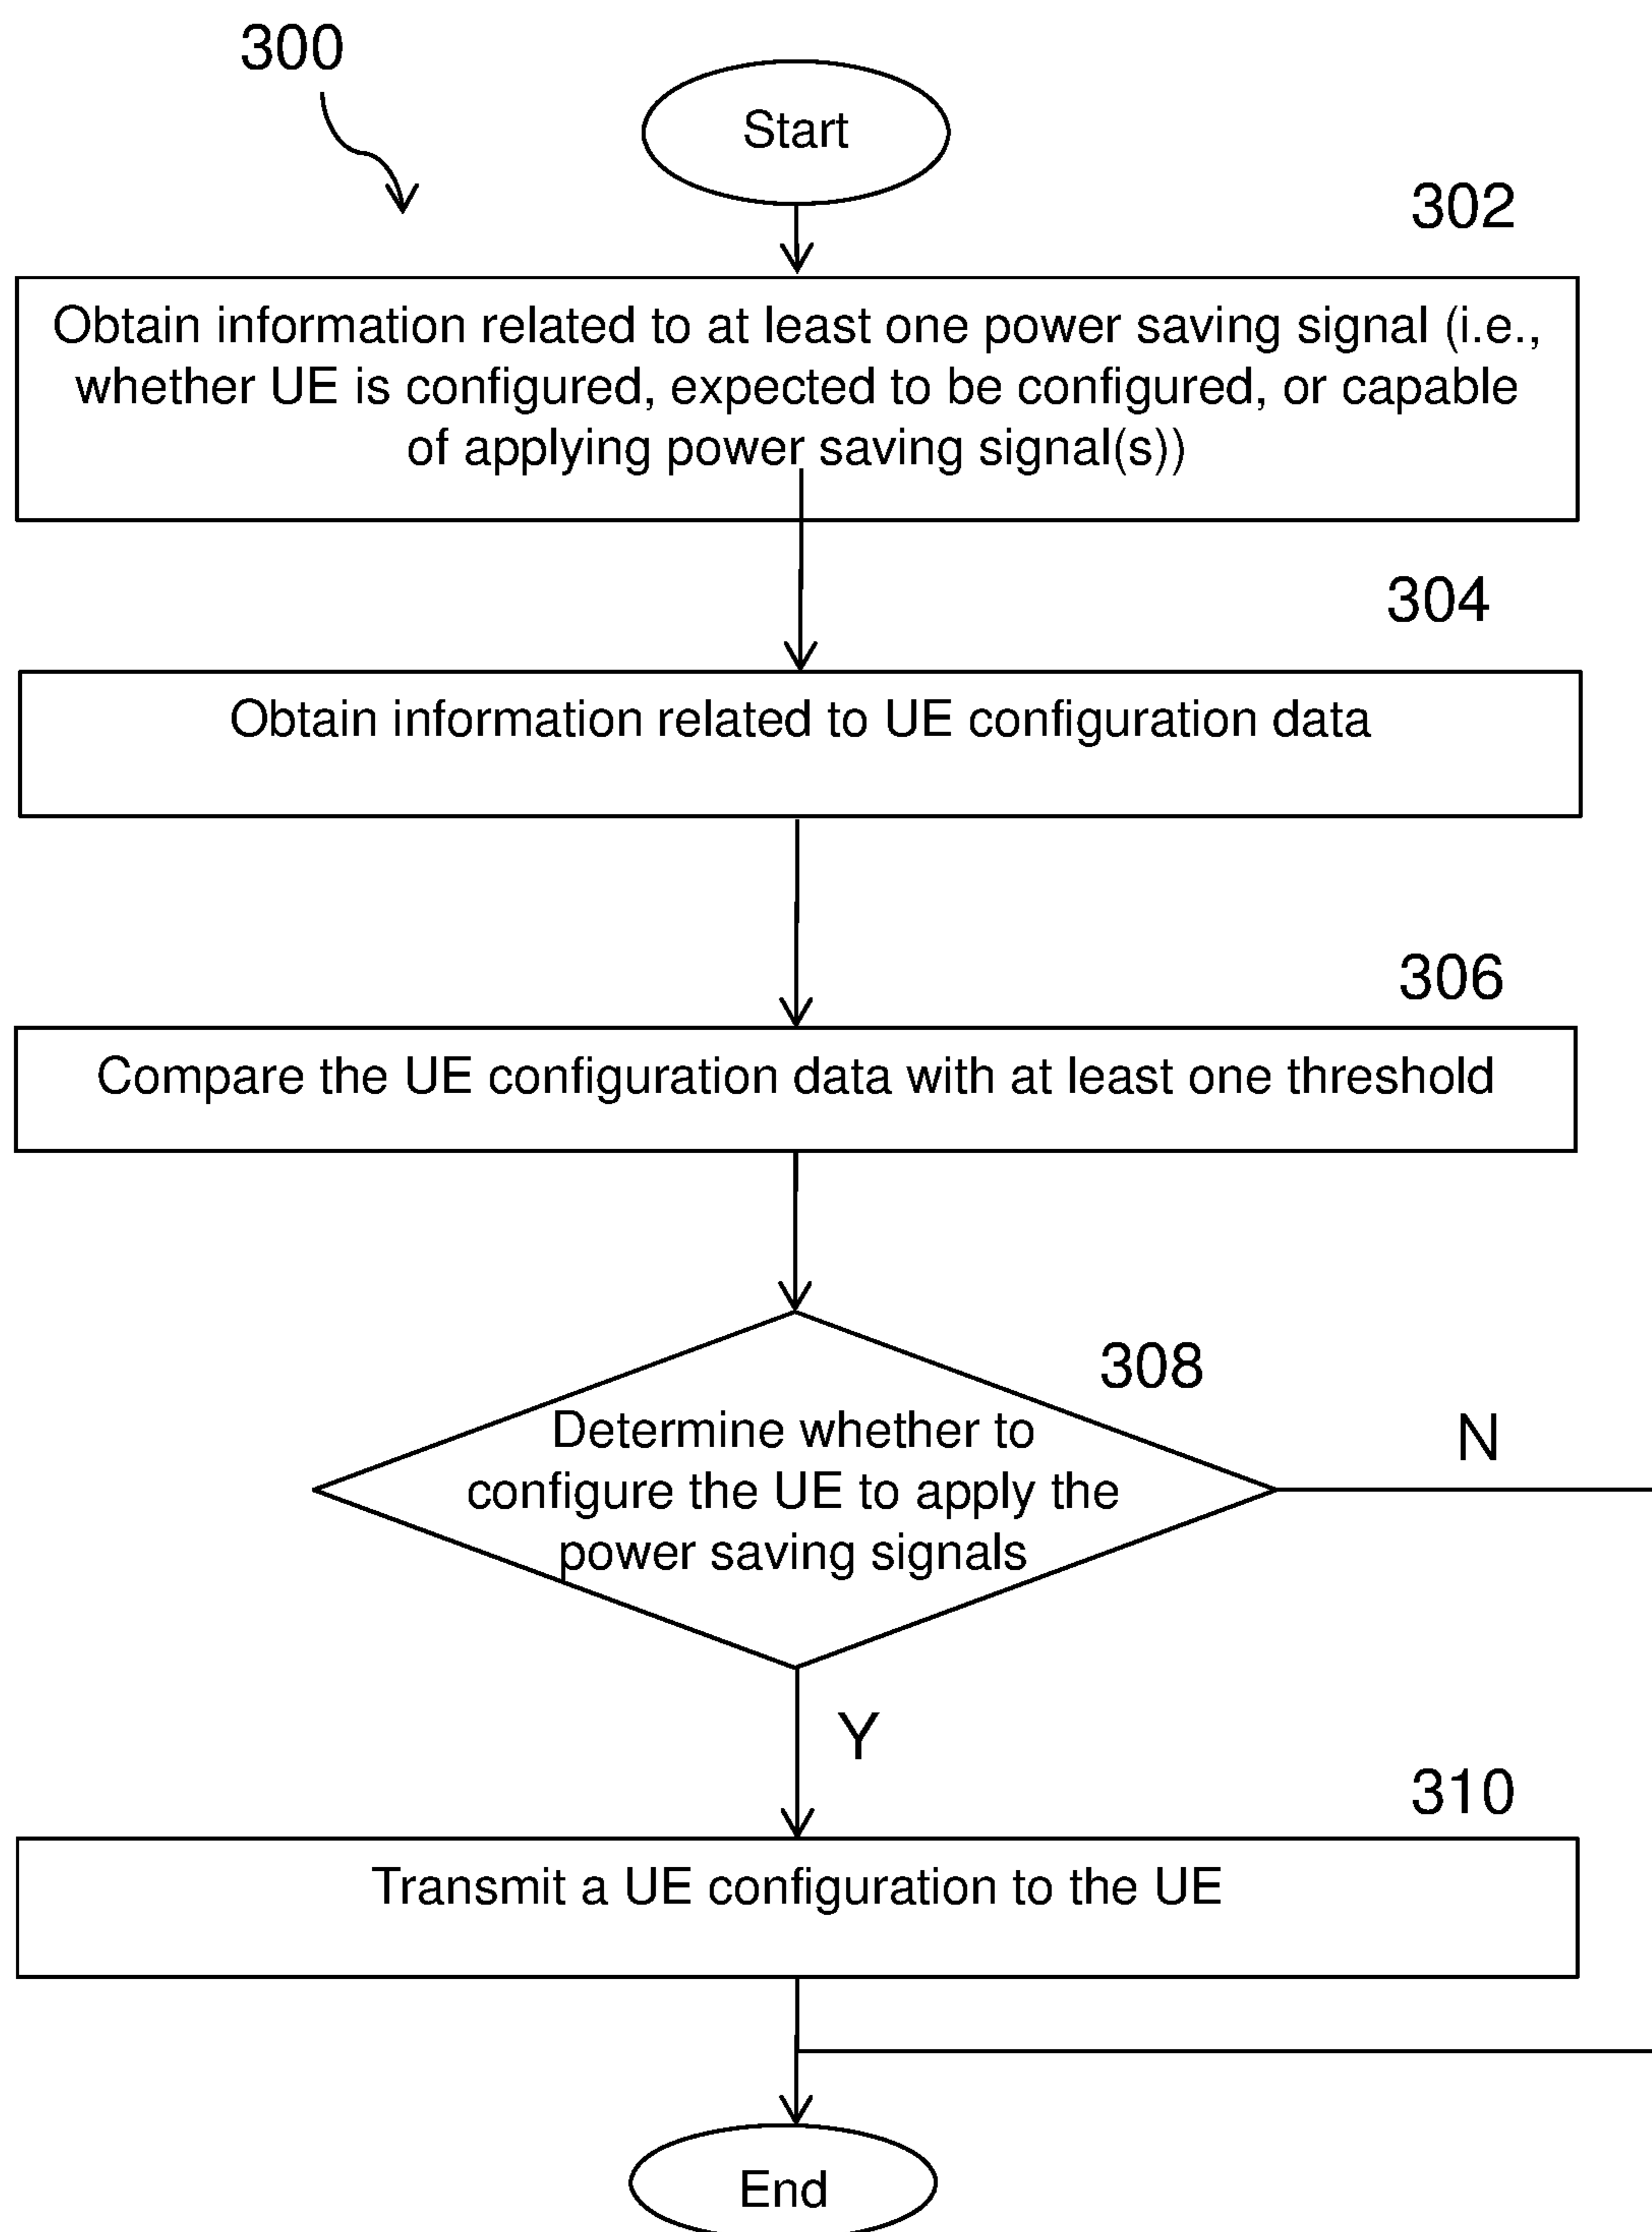 300
Start
302
Obtain information related to at least one power saving signal (i.e.,
whether UE is configured, expected to be configured, or capable
of applying power saving signal(s))
304
Obtain information related to UE configuration data
306
Compare the UE configuration data with at least one threshold
308
Determine whether to
configure the UE to apply the
power saving signals
N
Y
310
Transmit a UE configuration to the UE
End